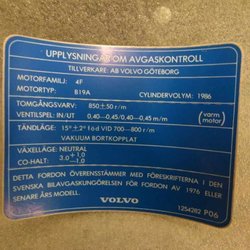 UPPLYSNINGAR OM AVGASKONTROLL
TILLVERKARE: AB VOLVO GÖTEBORG
MOTORFAMILJ: 4F
MOTORTYP: B19A CYLINDERVOLYM: 1986
TOMGÅNGSVARV: 850±50 r/m
VENTILSPEL: IN/UT 0,40-0,45/0,40-0,45 m/m (varm motor)
TÄNDLÄGE: 15°±2° föd VID 700-800 r/m
VAKUUM BORTKOPPLAT
VÄXELLÄGE: NEUTRAL
CO-HALT: 3.0 +1,0 -1,0
DETTA FORDON ÖVERENSSTÄMMER MED FÖRESKRIFTERNA I DEN
SVENSKA BILAVGASKUNGÖRELSEN FÖR FORDON AV 1976 ELLER
SENARE ÅRS MODELL.
VOLVO
1254282 P06